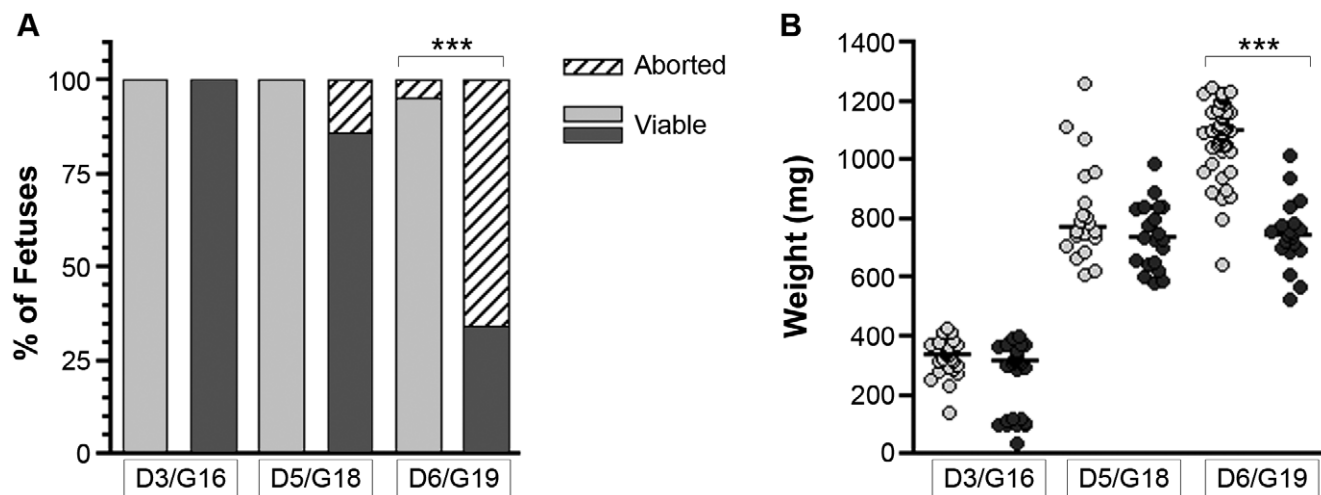 A
% of Fetuses
100
75
50
25
0
***
D3/G16 D5/G18 D6/G19
Aborted
Viable
B
Weight (mg)
1400
1200
1000
800
600
400
200
0
***
D3/G16 D5/G18 D6/G19